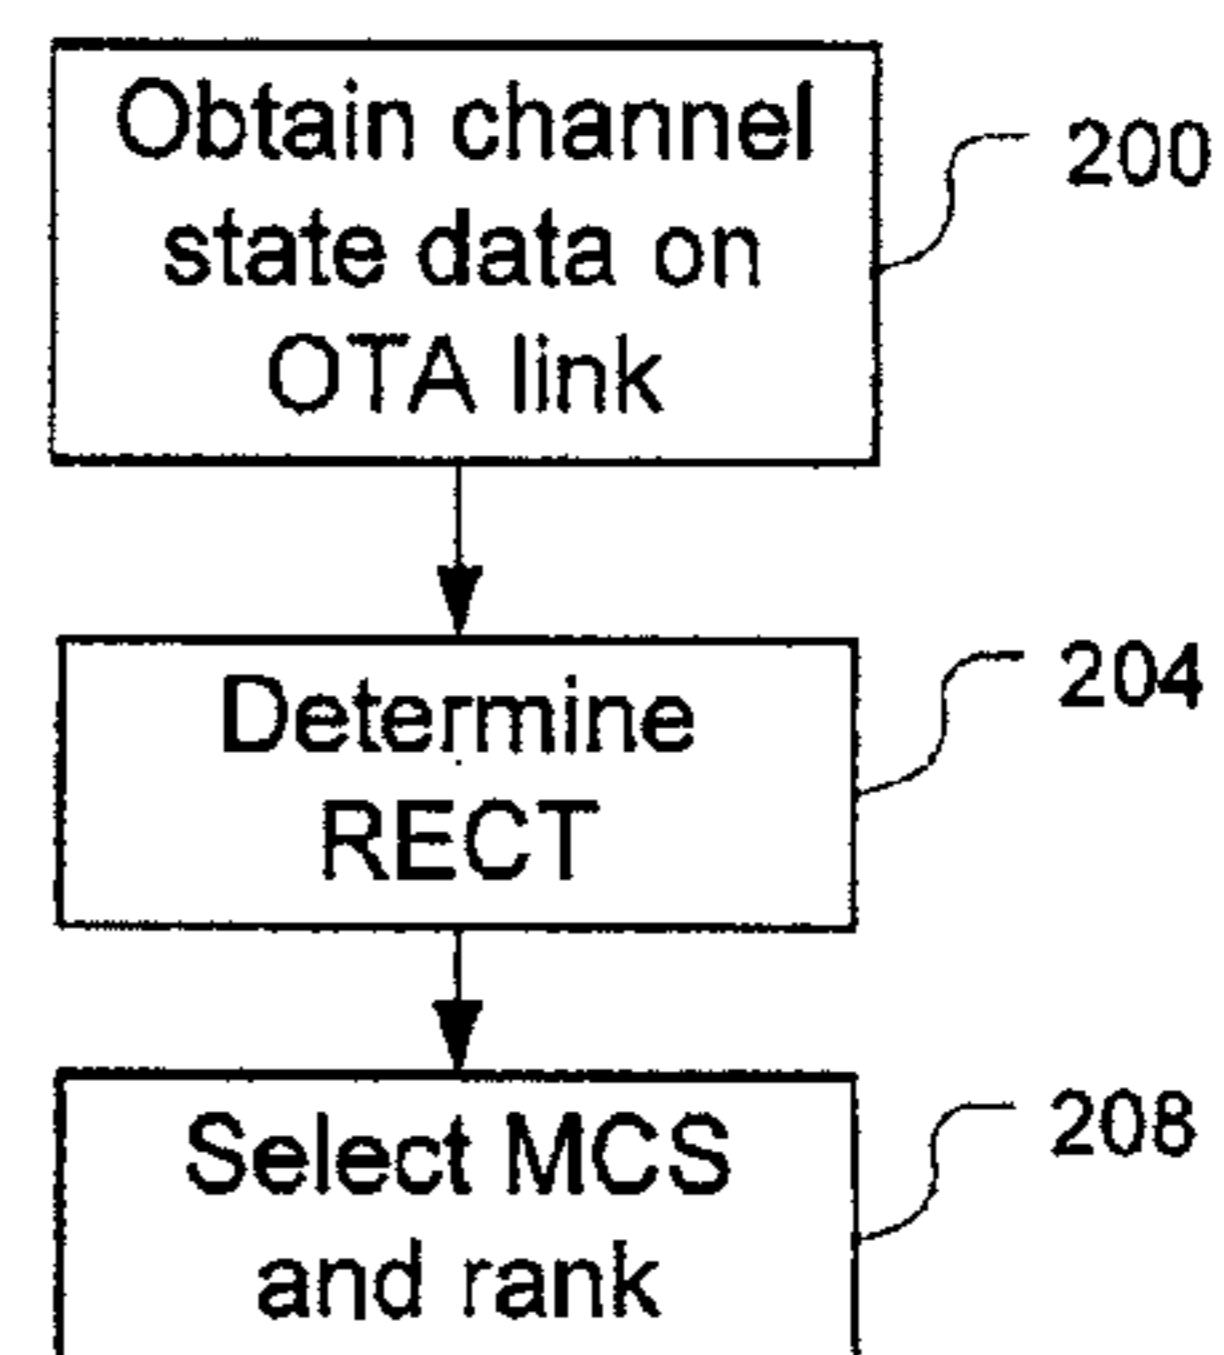 Obtain channel
state data on
OTA link
200
Determine
RECT
204
Select MCS
and rank
208